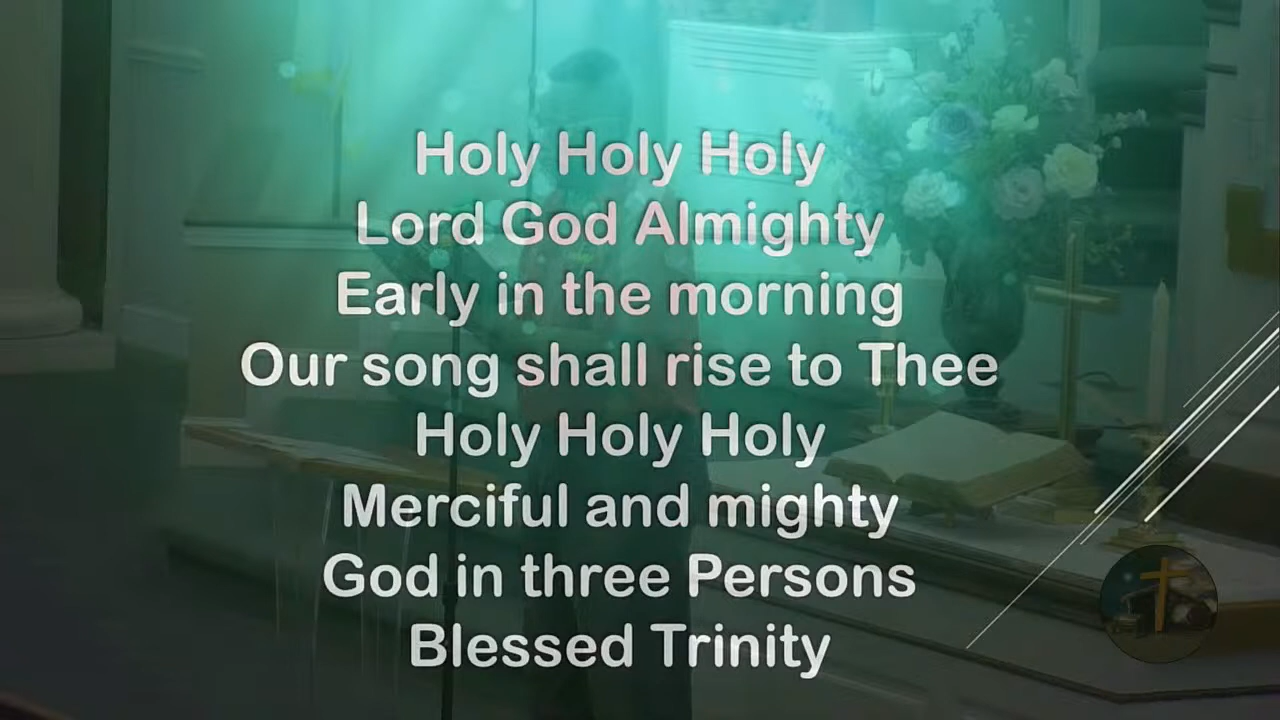 Holy Holy Holy
Lord God Almighty
Early in the morning
Our song shall rise to Thee
Holy Holy Holy
Merciful and mighty
God in three Persons
Blessed Trinity